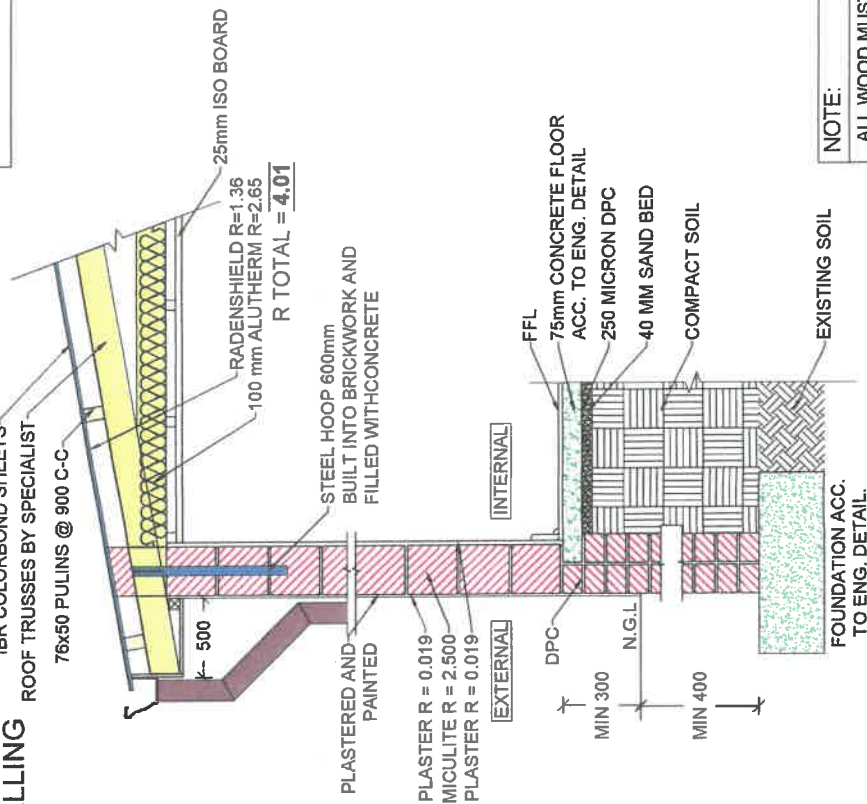 LLING
IBR COLORBOND SHEETS
ROOF TRUSSES BY SPECIALIST
76x50 PULINS @ 900 C-C
25mm ISO BOARD
RADENSHIELD R=1.36
100 mm ALUTHERM R=2.65
R TOTAL = 4.01
500
STEEL HOOP 600mm
BUILT INTO BRICKWORK AND
FILLED WITHCONCRETE
PLASTERED AND
PAINTED
PLASTER R = 0.019
MICULITE R = 2.500
PLASTER R = 0.019
EXTERNAL
INTERNAL
DPC
MIN 300
N.G.L
MIN 400
FFL
75mm CONCRETE FLOOR
ACC. TO ENG. DETAIL
250 MICRON DPC
40 MM SAND BED
COMPACT SOIL
EXISTING SOIL
FOUNDATION ACC.
TO ENG. DETAIL.
NOTE:
ALL WOOD MUST